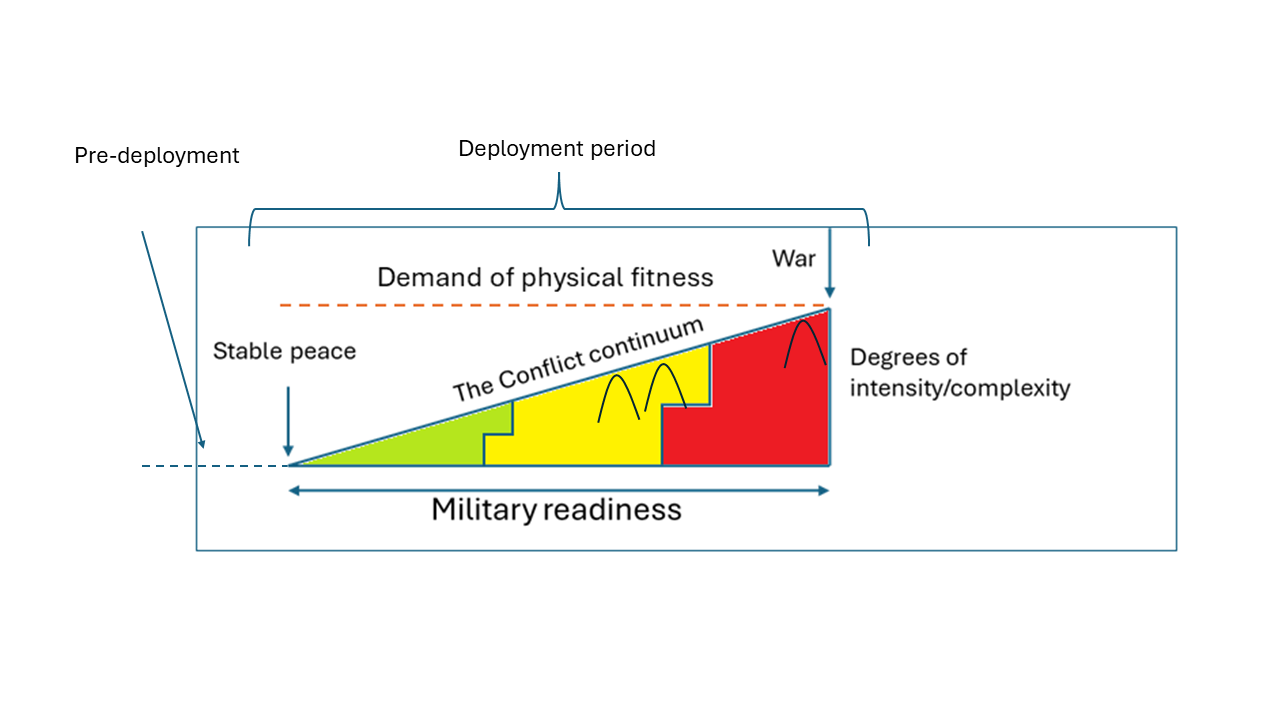 Pre-deployment
Deployment period
War
Demand of physical fitness
The Conflict continuum
Stable peace
Degrees of
intensity/complexity
Military readiness